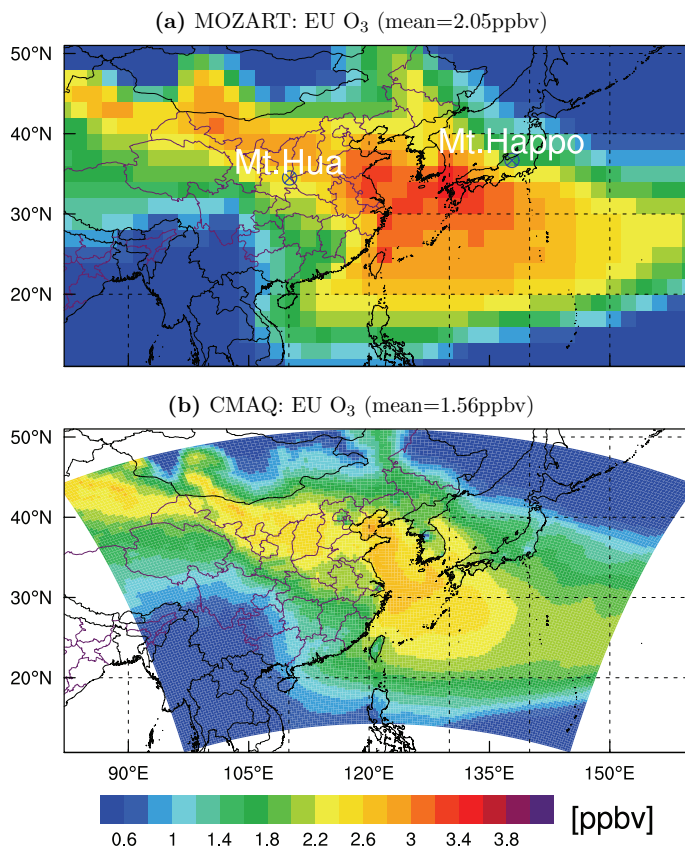 (a) MOZART: EU O₃ (mean=2.05ppbv)
50°N
40°N
Mt.Happo
Mt.Hua
30°N
20°N
(b) CMAQ: EU O₃ (mean=1.56ppbv)
50°N
40°N
30°N
20°N
90°E 105°E 120°E 135°E 150°E
0.6 1 1.4 1.8 2.2 2.6 3 3.4 3.8 [ppbv]